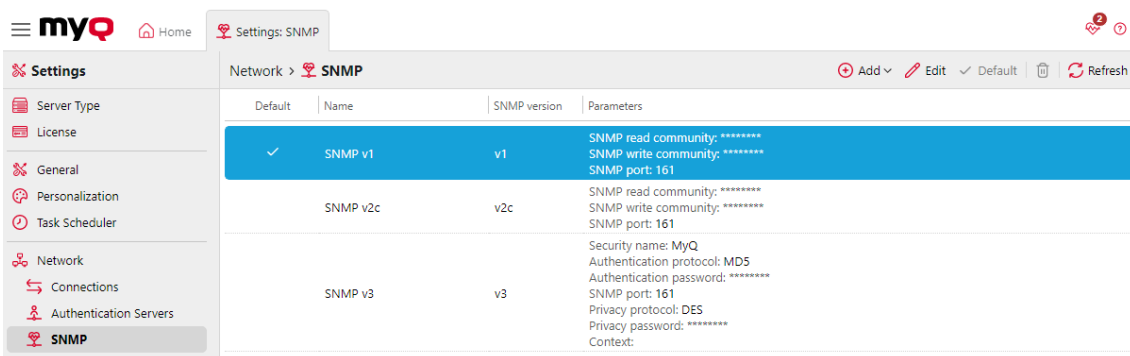 myQ Home Settings: SNMP 2
Settings
Server Type
License
General
Personalization
Task Scheduler
Network
Connections
Authentication Servers
SNMP
Network > SNMP Add Edit Default Refresh
Default Name SNMP version Parameters
SNMP v1 v1
SNMP read community: ********
SNMP write community: ********
SNMP port: 161
SNMP v2c v2c
SNMP read community: ********
SNMP write community: ********
SNMP port: 161
SNMP v3 v3
Security name: MyQ
Authentication protocol: MD5
Authentication password: ********
SNMP port: 161
Privacy protocol: DES
Privacy password: ********
Context: